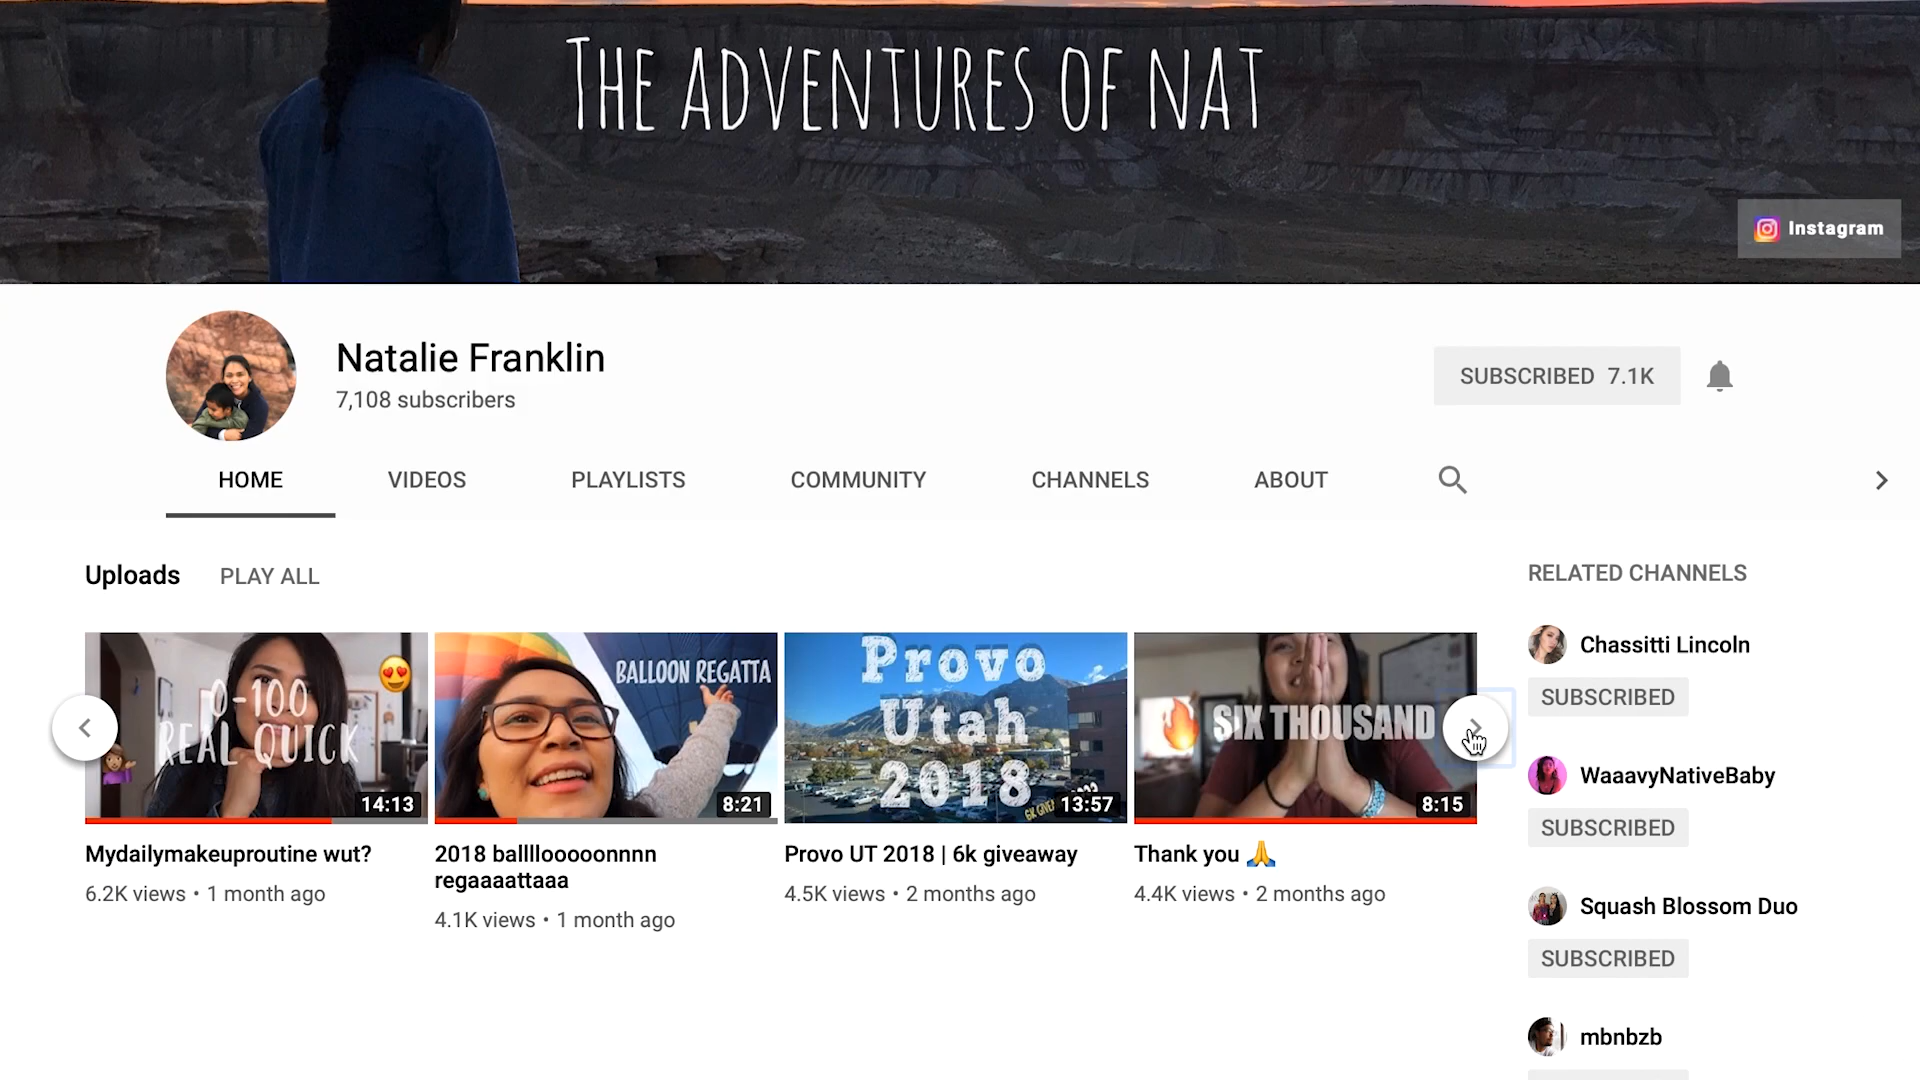 THE ADVENTURES OF NAT
Instagram
Natalie Franklin
7,108 subscribers
SUBSCRIBED 7.1K
HOME VIDEOS PLAYLISTS COMMUNITY CHANNELS ABOUT
Uploads PLAY ALL
0-100
REAL QUICK
14:13
Mydailymakeuproutine wut?
6.2K views • 1 month ago
BALLOON REGATTA
8:21
2018 balllloooonnnn
regaaaattaaa
4.1K views • 1 month ago
Provo
Utah
2018
13:57
Provo UT 2018 | 6k giveaway
4.5K views • 2 months ago
SIX THOUSAND
8:15
Thank you 🙏
4.4K views • 2 months ago
RELATED CHANNELS
Chassitti Lincoln
SUBSCRIBED
WaaavyNativeBaby
SUBSCRIBED
Squash Blossom Duo
SUBSCRIBED
mbnbzb